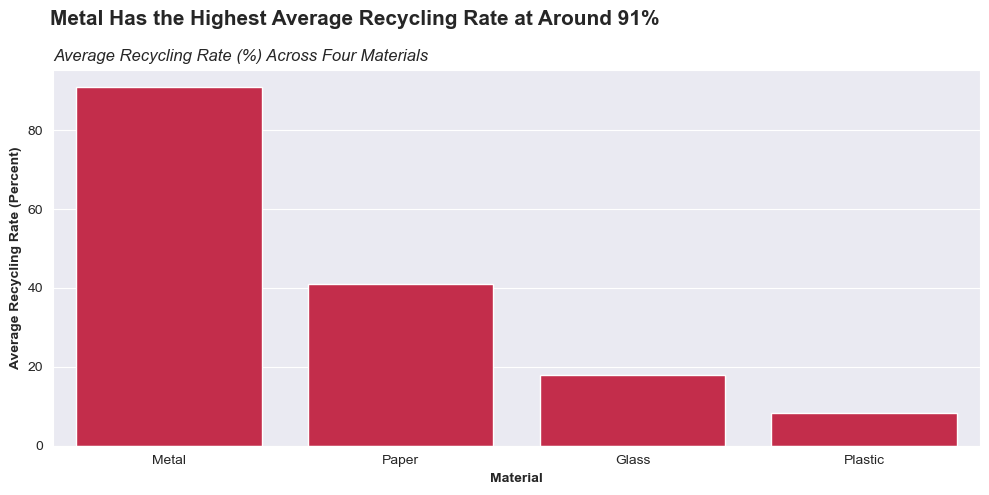 Metal Has the Highest Average Recycling Rate at Around 91%
Average Recycling Rate (%) Across Four Materials
Average Recycling Rate (Percent)
80
60
40
20
0
Metal
Paper
Glass
Plastic
Material